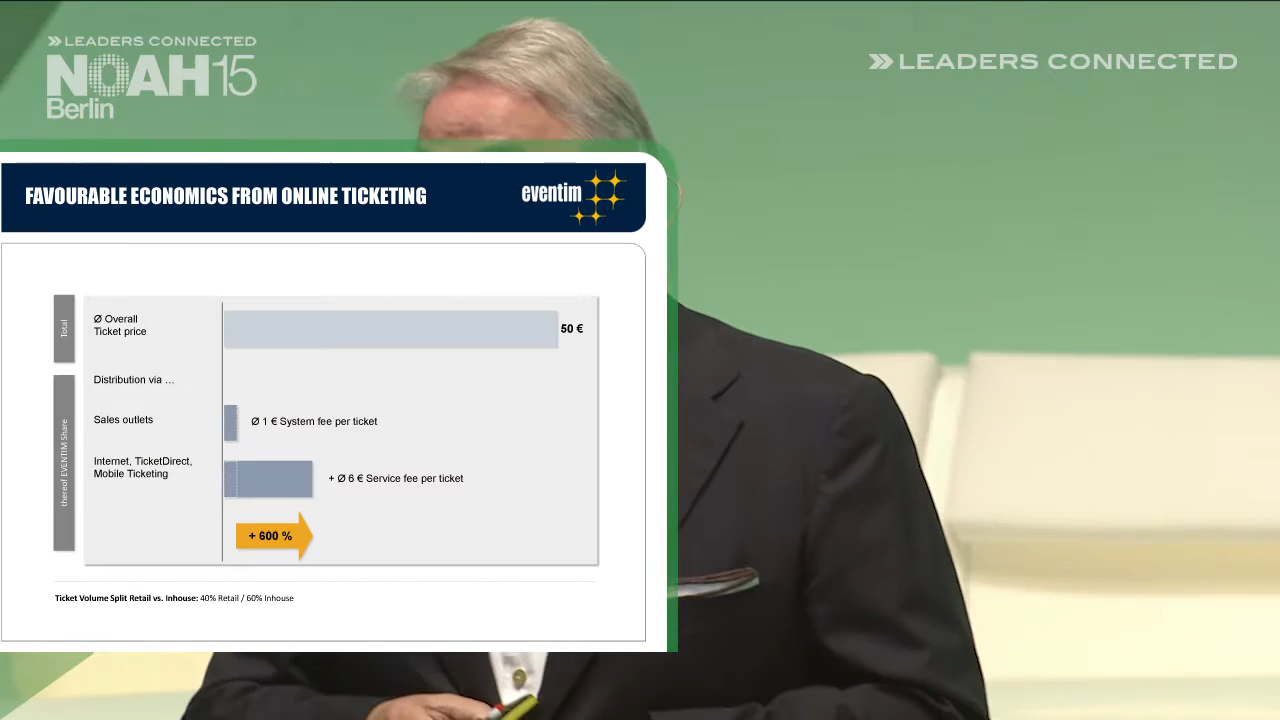 LEADERS CONNECTED
NOAH15
Berlin
LEADERS CONNECTED
FAVOURABLE ECONOMICS FROM ONLINE TICKETING
eventim
Total
Ø Overall
Ticket price
50 €
thereof EVENTIM Share
Distribution via ...
Sales outlets
Ø 1 € System fee per ticket
Internet, TicketDirect,
Mobile Ticketing
+ Ø 6 € Service fee per ticket
+ 600 %
Ticket Volume Split Retail vs. Inhouse: 40% Retail / 60% Inhouse